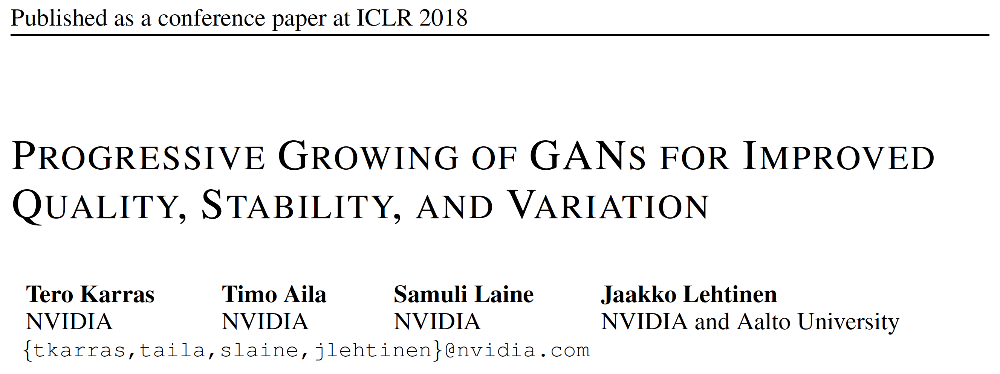 Published as a conference paper at ICLR 2018
PROGRESSIVE GROWING OF GANS FOR IMPROVED
QUALITY, STABILITY, AND VARIATION
Tero Karras Timo Aila Samuli Laine Jaakko Lehtinen
NVIDIA NVIDIA NVIDIA NVIDIA and Aalto University
{tkarras,taila,slaine,jlehtinen}@nvidia.com